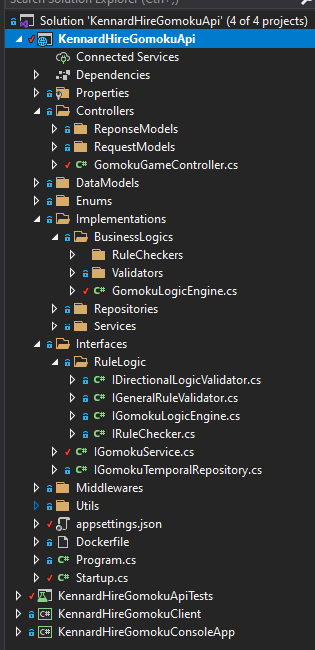 Search Solution Explorer (Ctrl+;)
Solution 'KennardHireGomokuApi' (4 of 4 projects)
KennardHireGomokuApi
Connected Services
Dependencies
Properties
Controllers
ReponseModels
RequestModels
C# GomokuGameController.cs
DataModels
Enums
Implementations
BusinessLogics
RuleCheckers
Validators
C# GomokuLogicEngine.cs
Repositories
Services
Interfaces
RuleLogic
C# IDirectionalLogicValidator.cs
C# IGeneralRuleValidator.cs
C# IGomokuLogicEngine.cs
C# IRuleChecker.cs
C# IGomokuService.cs
C# IGomokuTemporalRepository.cs
Middlewares
Utils
appsettings.json
Dockerfile
C# Program.cs
C# Startup.cs
KennardHireGomokuApiTests
C# KennardHireGomokuClient
C# KennardHireGomokuConsoleApp